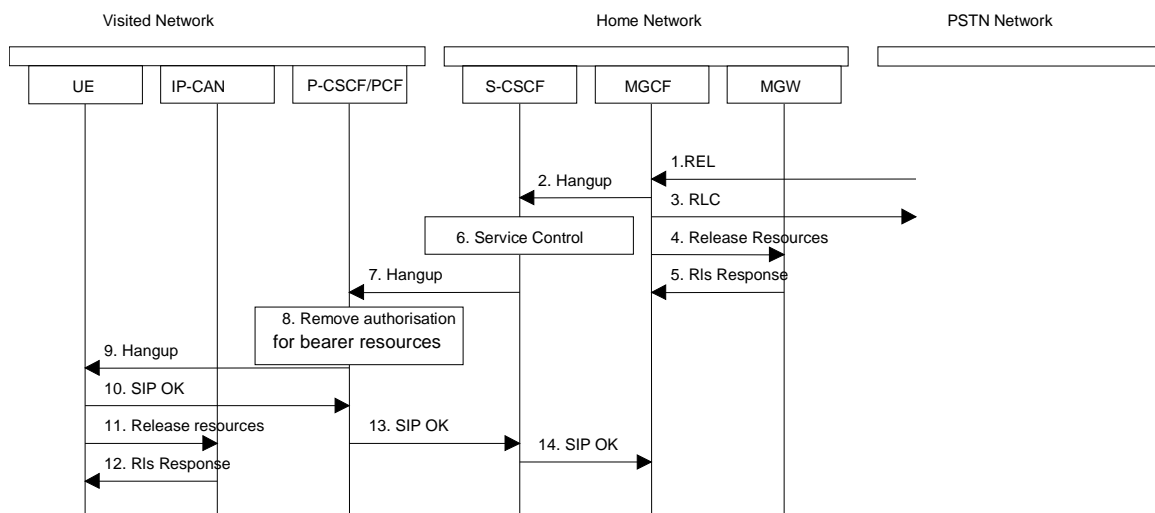 Visited Network
Home Network
PSTN Network
UE
IP-CAN
P-CSCF/PCF
S-CSCF
MGCF
MGW
1.REL
2. Hangup
3. RLC
6. Service Control
4. Release Resources
7. Hangup
5. Rls Response
8. Remove authorisation
for bearer resources
9. Hangup
10. SIP OK
11. Release resources
13. SIP OK
14. SIP OK
12. Rls Response